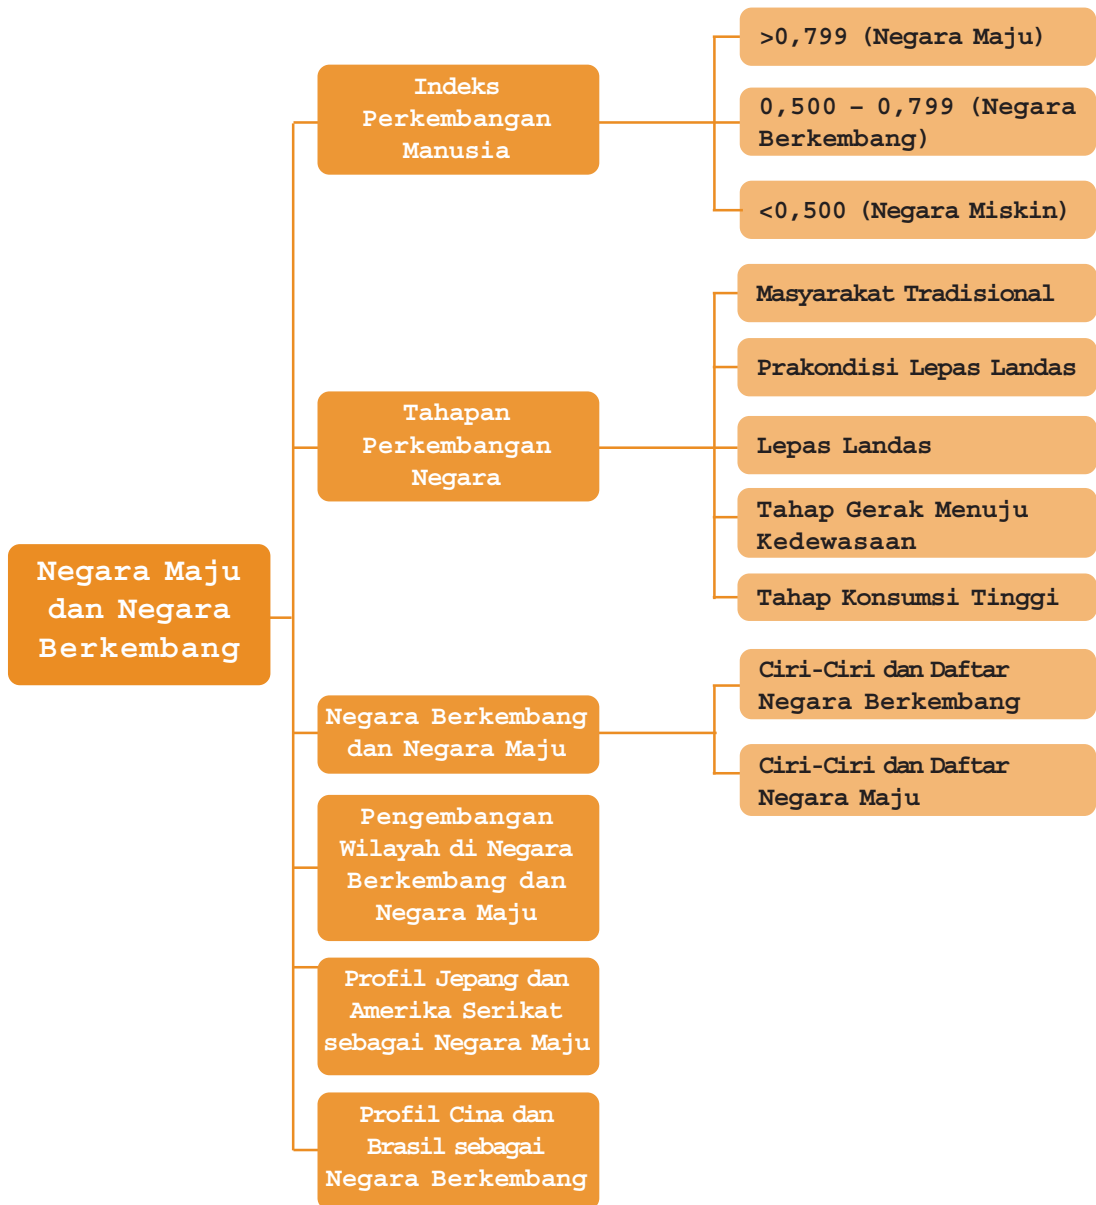 Negara Maju
dan Negara
Berkembang
Indeks
Perkembangan
Manusia
>0,799 (Negara Maju)
0,500 – 0,799 (Negara
Berkembang)
<0,500 (Negara Miskin)
Tahapan
Perkembangan
Negara
Masyarakat Tradisional
Prakondisi Lepas Landas
Lepas Landas
Tahap Gerak Menuju
Kedewasaan
Tahap Konsumsi Tinggi
Negara Berkembang
dan Negara Maju
Ciri-Ciri dan Daftar
Negara Berkembang
Ciri-Ciri dan Daftar
Negara Maju
Pengembangan
Wilayah di Negara
Berkembang dan
Negara Maju
Profil Jepang dan
Amerika Serikat
sebagai Negara Maju
Profil Cina dan
Brasil sebagai
Negara Berkembang